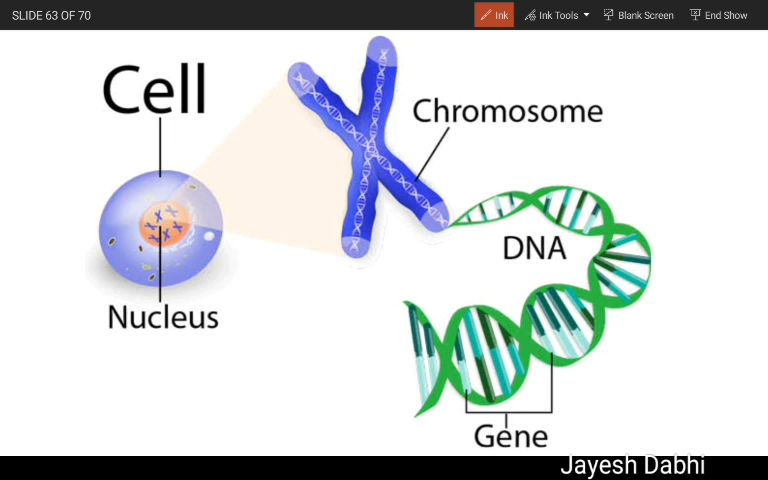 SLIDE 63 OF 70
Ink
Ink Tools
Blank Screen
End Show
Cell
Chromosome
DNA
Nucleus
Gene
Jayesh Dabhi